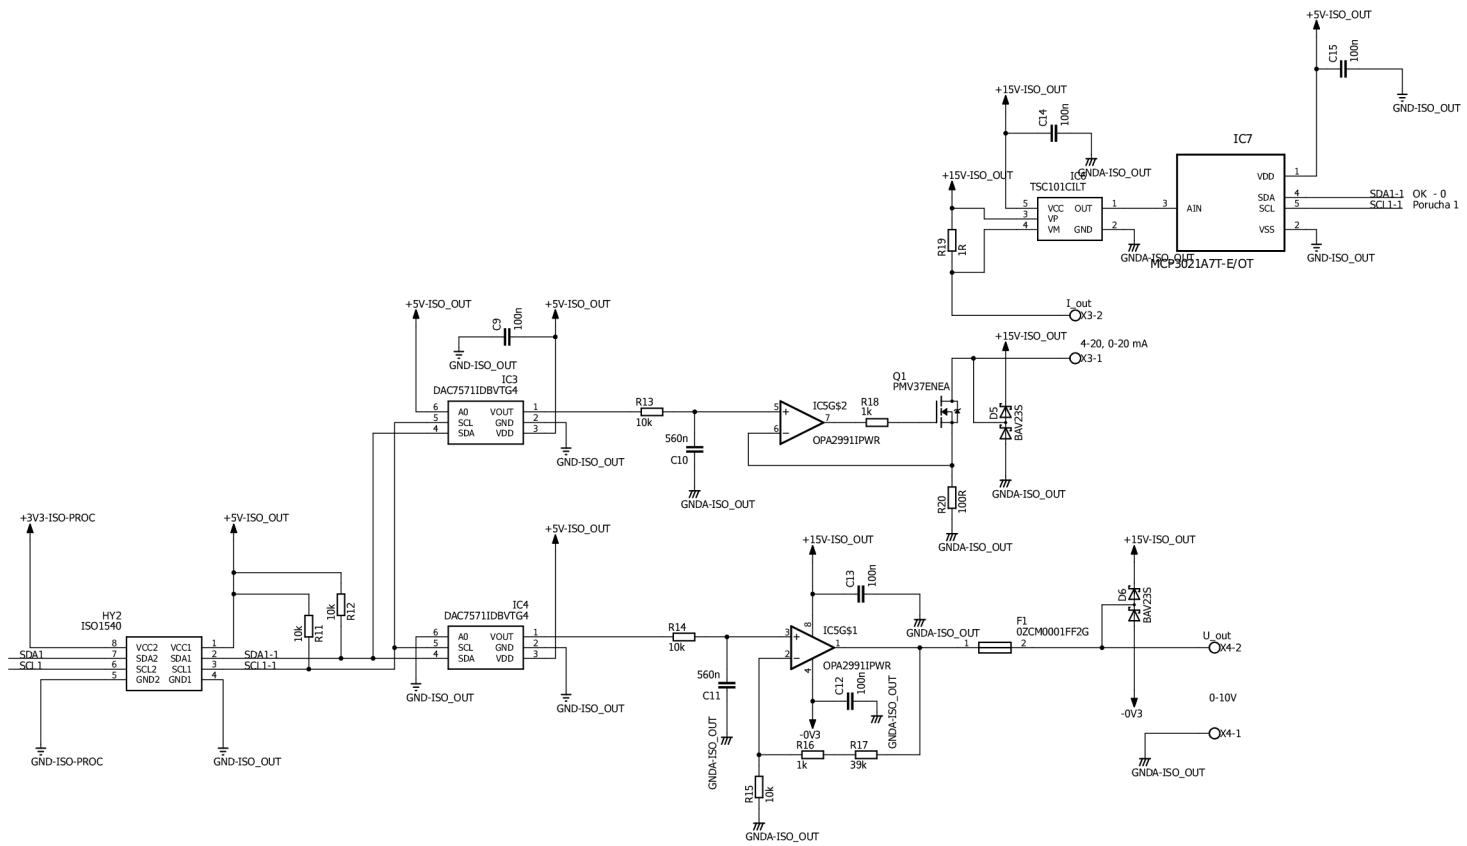 +5V-ISO_OUT
C15
100n
GND-ISO_OUT
+15V-ISO_OUT
C14
100n
GNDA-ISO_OUT
IC7
+15V-ISO_OUT
IC6
TSC101CILT
5 VCC OUT 1
3 VP
4 VM GND 2
R19
1R
GNDA-ISO_OUT
3 AIN
VDD 1
SDA 4 SDA1-1 OK - 0
SCL 5 SCL1-1 Porucha 1
VSS 2
MCP3021A7T-E/OT
GND-ISO_OUT
I_out
X3-2
+5V-ISO_OUT
+5V-ISO_OUT
C9
100n
GND-ISO_OUT
IC3
DAC7571IDBVTG4
6 A0 VOUT 1
5 SCL GND 2
4 SDA VDD 3
GND-ISO_OUT
R13
10k
560n
C10
GNDA-ISO_OUT
5
6
7
IC5G$2
OPA2991IPWR
R18
1k
Q1
PMV37ENEA
+15V-ISO_OUT
4-20, 0-20 mA
X3-1
D5
BAV23S
GNDA-ISO_OUT
R20
100R
GNDA-ISO_OUT
+3V3-ISO-PROC
+5V-ISO_OUT
HY2
ISO1540
8 VCC2 VCC1 1
SDA1 7 SDA2 SDA1 2 SDA1-1
SCL1 6 SCL2 SCL1 3 SCL1-1
5 GND2 GND1 4
10k
R11
10k
R12
GND-ISO-PROC
GND-ISO_OUT
+5V-ISO_OUT
IC4
DAC7571IDBVTG4
6 A0 VOUT 1
5 SCL GND 2
4 SDA VDD 3
GND-ISO_OUT
GND-ISO_OUT
R14
10k
560n
C11
GNDA-ISO_OUT
+15V-ISO_OUT
C13
100n
GNDA-ISO_OUT
3
2
8
4
1
IC5G$1
OPA2991IPWR
C12
100n
GNDA-ISO_OUT
-0V3
R16
1k
R17
39k
R15
10k
GNDA-ISO_OUT
F1
0ZCM0001FF2G
1
2
+15V-ISO_OUT
D6
BAV23S
-0V3
U_out
X4-2
0-10V
X4-1
GNDA-ISO_OUT